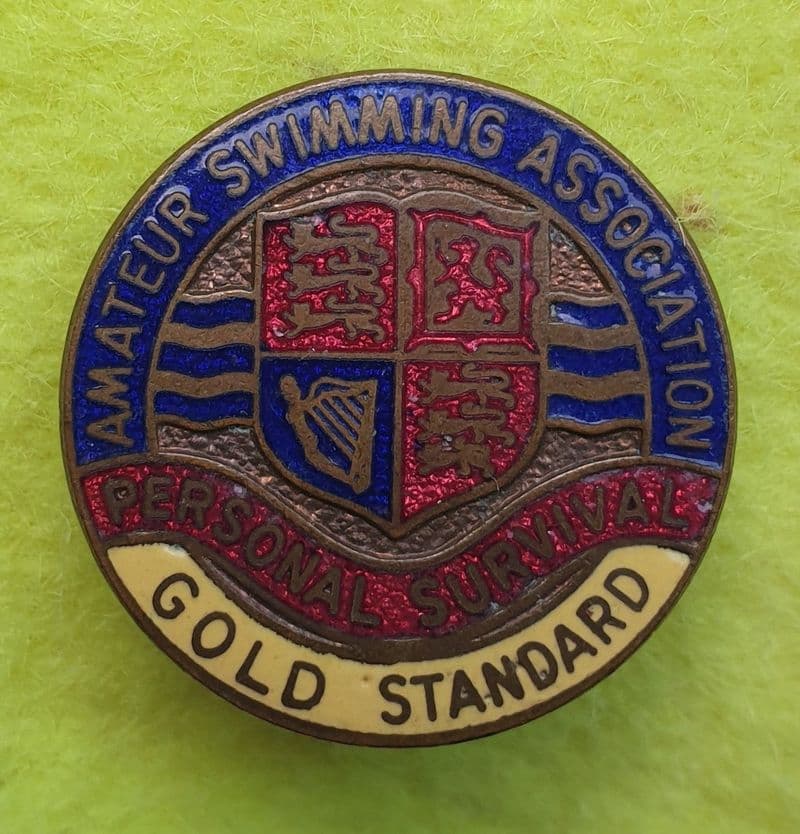 AMATEUR SWIMMING ASSOCIATION
PERSONAL SURVIVAL
GOLD STANDARD